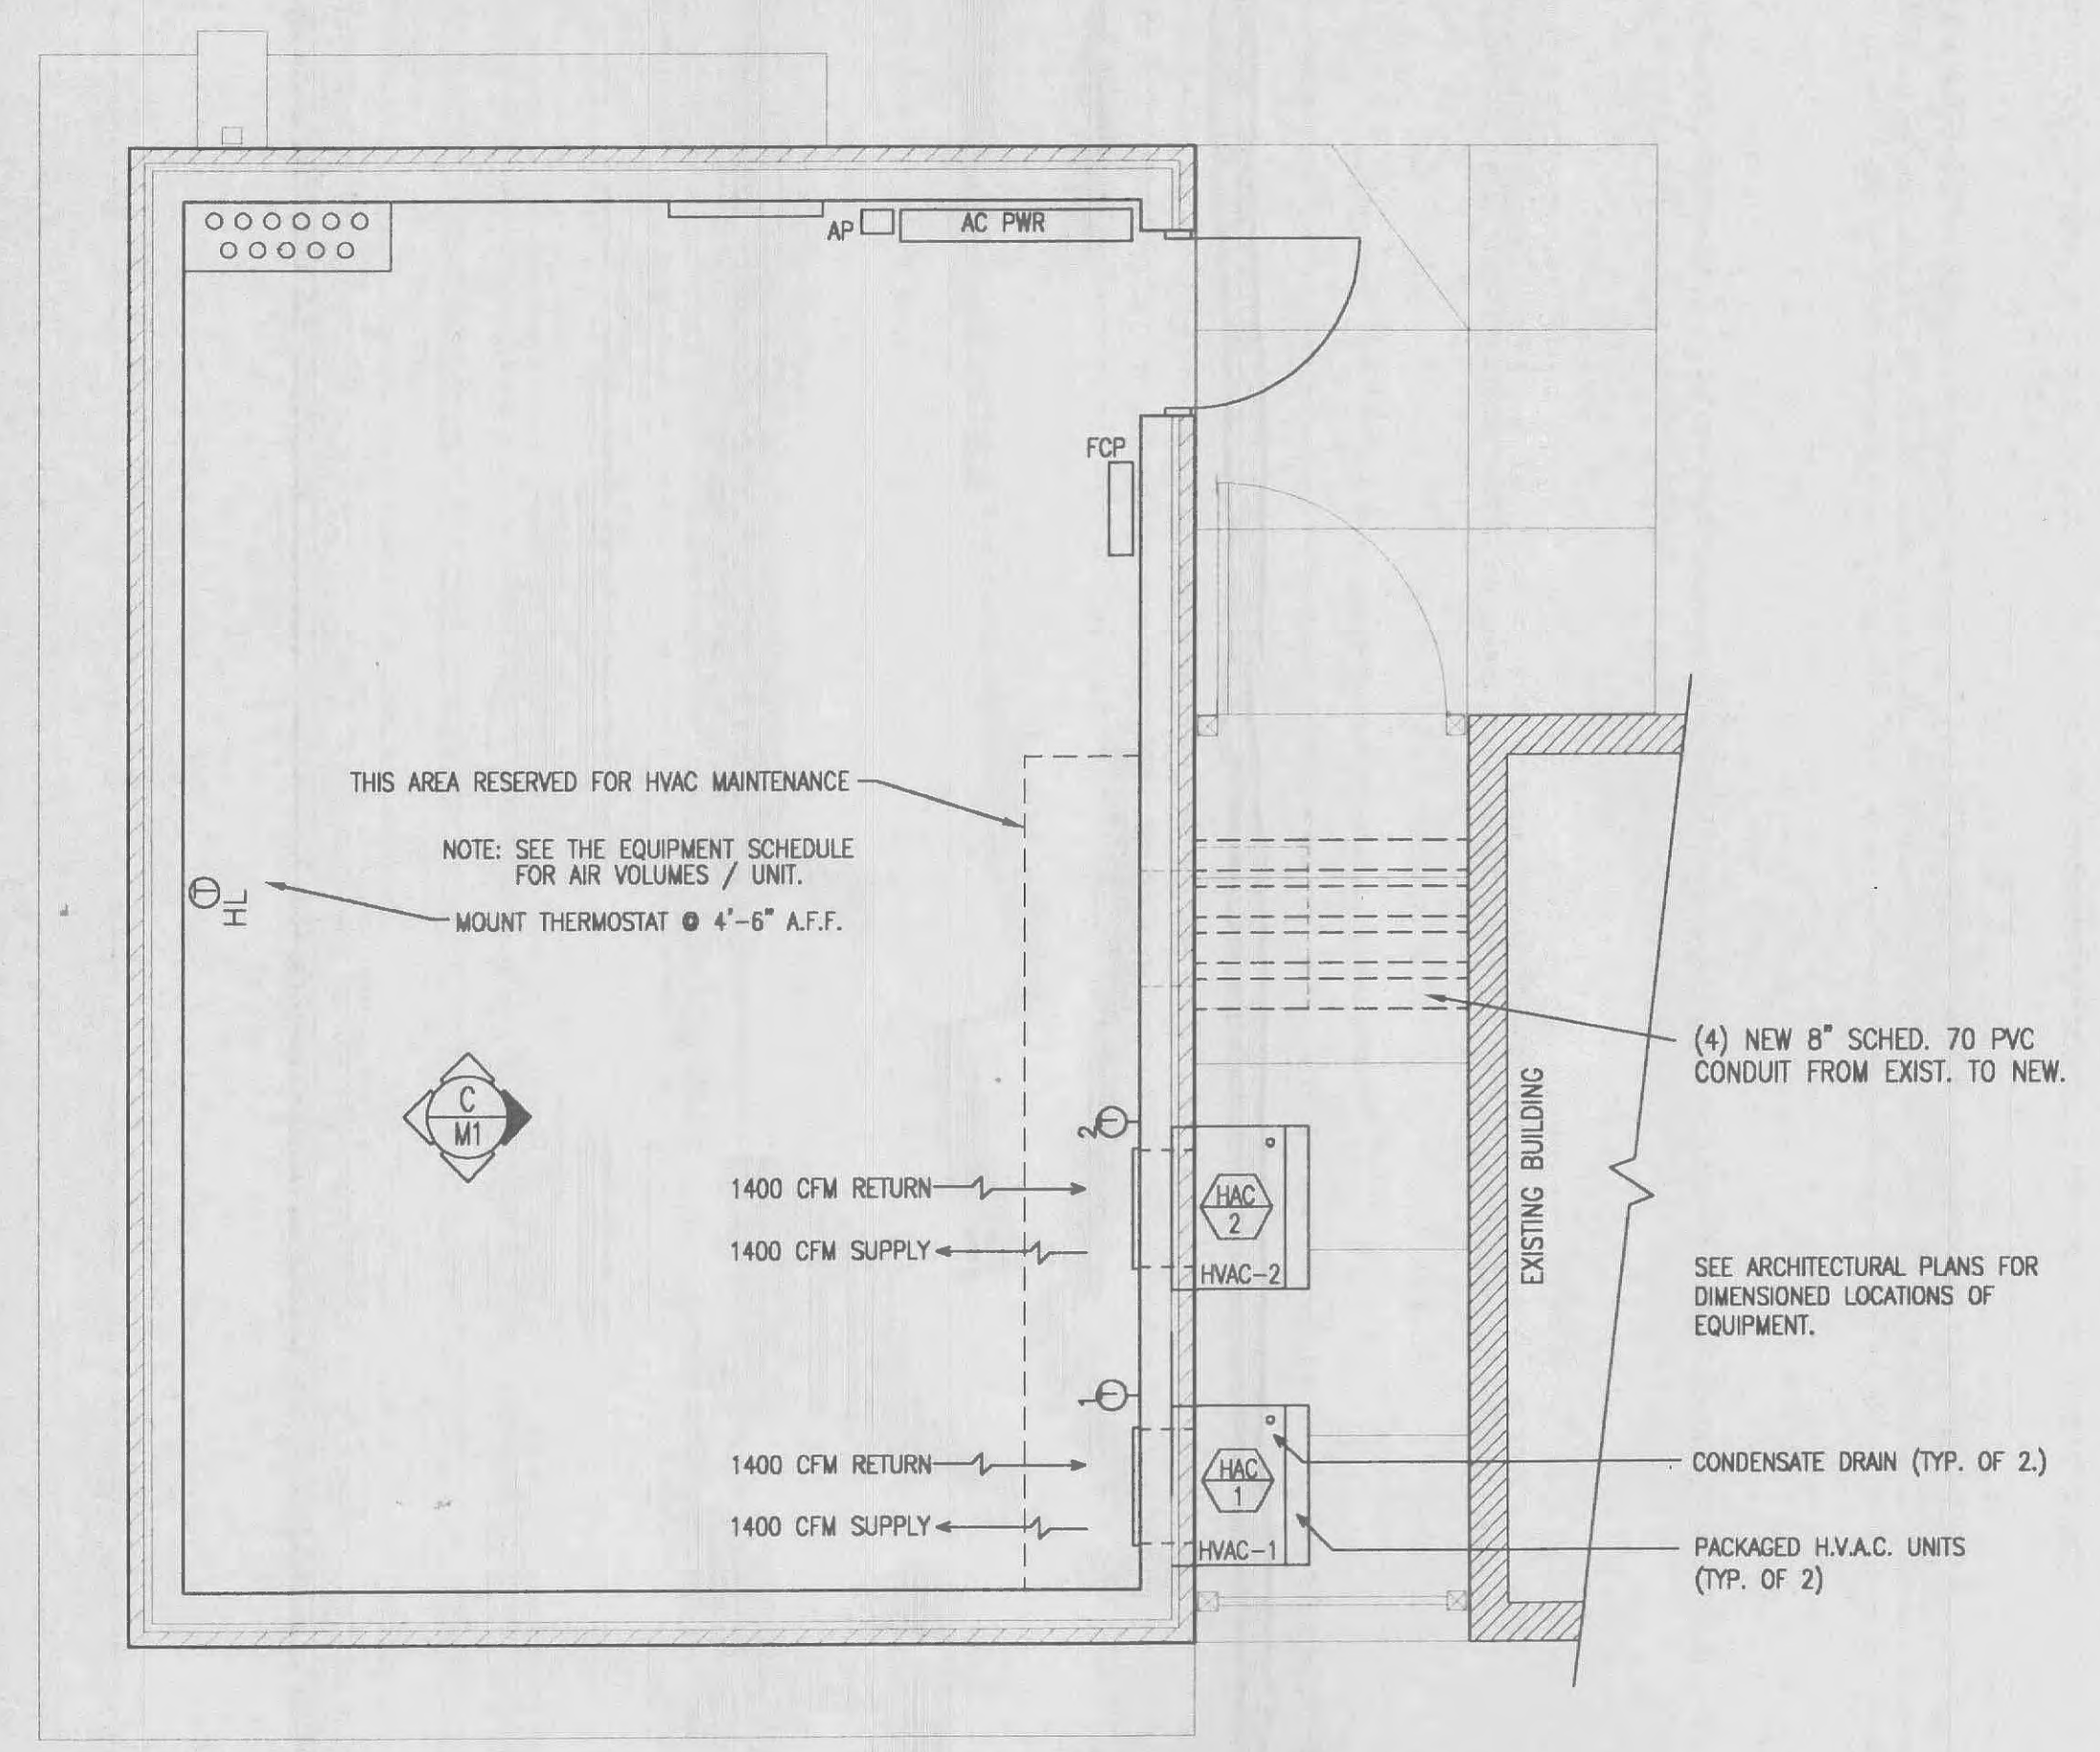 AP
AC PWR
FCP
THIS AREA RESERVED FOR HVAC MAINTENANCE
NOTE: SEE THE EQUIPMENT SCHEDULE
FOR AIR VOLUMES / UNIT.
T
HL
MOUNT THERMOSTAT @ 4'-6" A.F.F.
(4) NEW 8" SCHED. 70 PVC
CONDUIT FROM EXIST. TO NEW.
C
M1
T
2
1400 CFM RETURN
1400 CFM SUPPLY
HAC
2
HVAC-2
EXISTING BUILDING
SEE ARCHITECTURAL PLANS FOR
DIMENSIONED LOCATIONS OF
EQUIPMENT.
T
1
1400 CFM RETURN
1400 CFM SUPPLY
HAC
1
HVAC-1
CONDENSATE DRAIN (TYP. OF 2.)
PACKAGED H.V.A.C. UNITS
(TYP. OF 2)